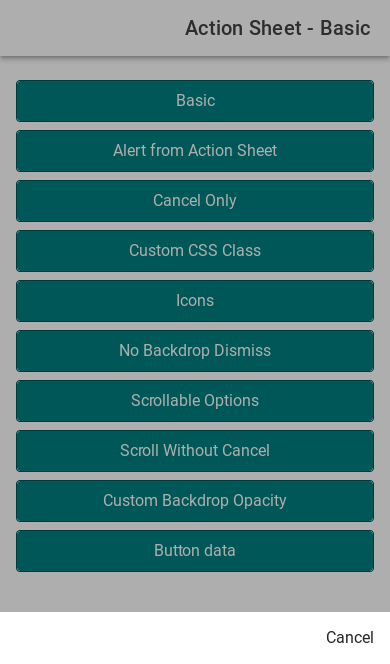 Action Sheet - Basic
Basic
Alert from Action Sheet
Cancel Only
Custom CSS Class
Icons
No Backdrop Dismiss
Scrollable Options
Scroll Without Cancel
Custom Backdrop Opacity
Button data
Cancel